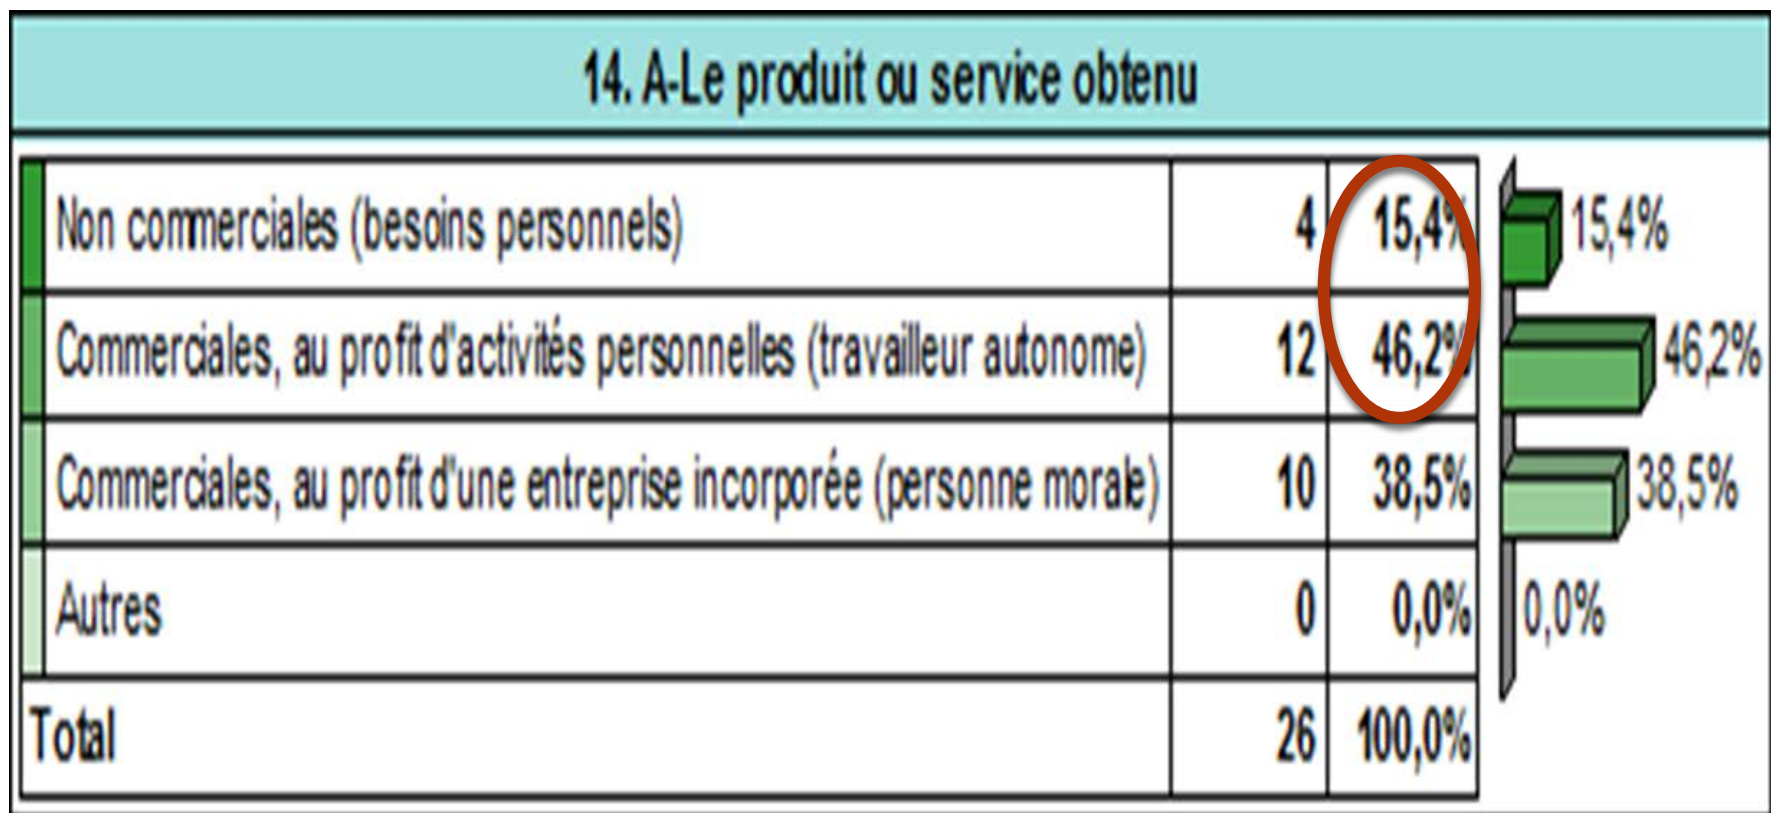 14. A-Le produit ou service obtenu
Non commerciales (besoins personnels) 4 15,4% 15,4%
Commerciales, au profit d'activités personnelles (travailleur autonome) 12 46,2% 46,2%
Commerciales, au profit d'une entreprise incorporée (personne morale) 10 38,5% 38,5%
Autres 0 0,0% 0,0%
Total 26 100,0%